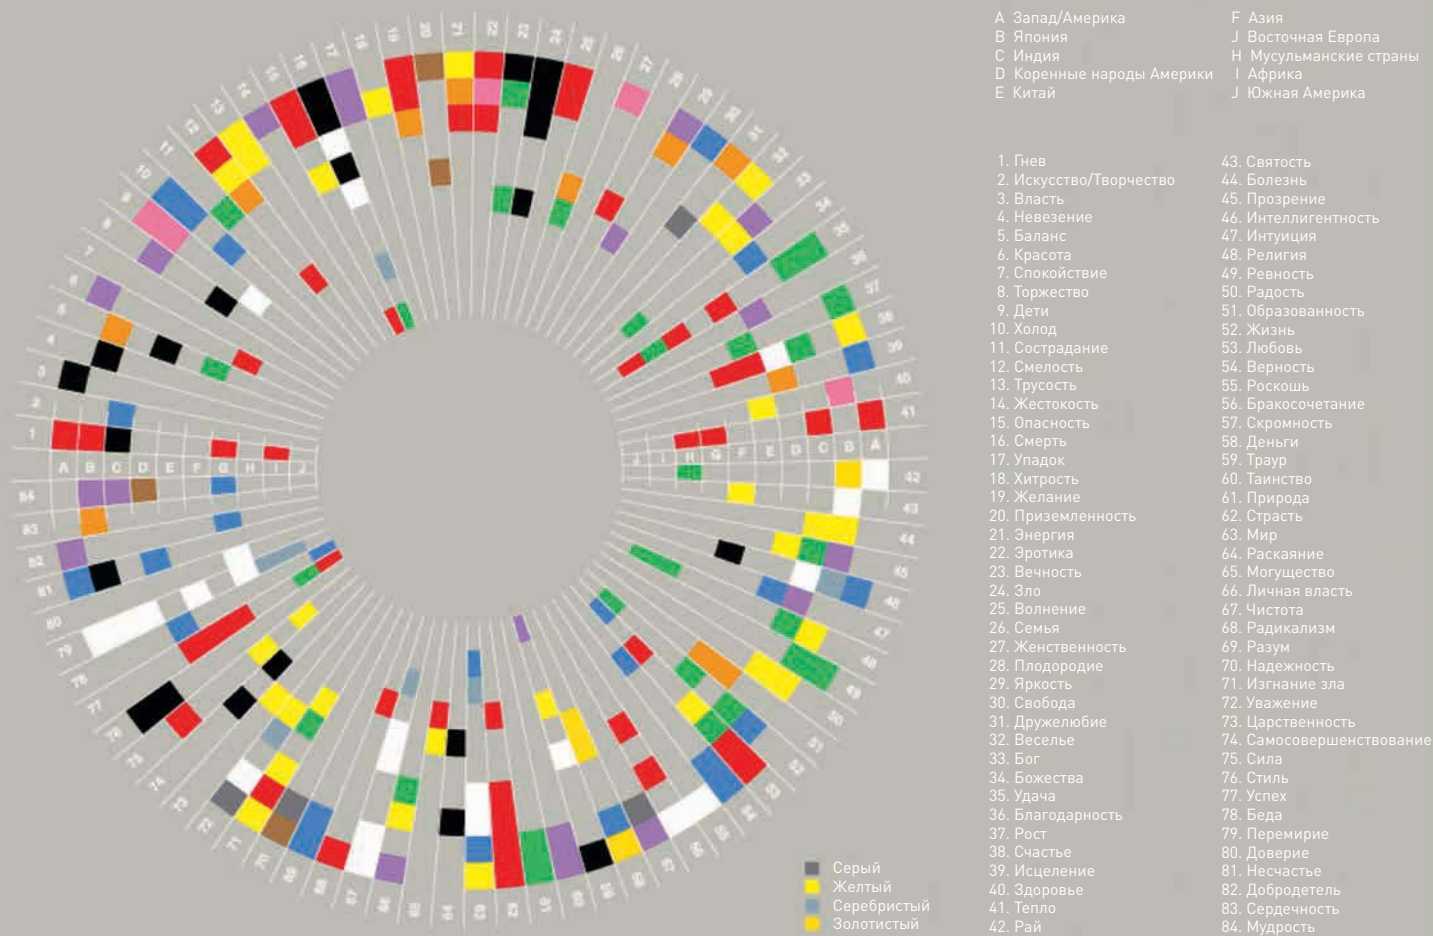 A Запад/Америка
B Япония
C Индия
D Коренные народы Америки
E Китай
F Азия
J Восточная Европа
H Мусульманские страны
I Африка
J Южная Америка
1. Гнев
2. Искусство/Творчество
3. Власть
4. Невезение
5. Баланс
6. Красота
7. Спокойствие
8. Торжество
9. Дети
10. Холод
11. Сострадание
12. Смелость
13. Трусость
14. Жестокость
15. Опасность
16. Смерть
17. Упадок
18. Хитрость
19. Желание
20. Приземленность
21. Энергия
22. Эротика
23. Вечность
24. Зло
25. Волнение
26. Семья
27. Женственность
28. Плодородие
29. Яркость
30. Свобода
31. Дружелюбие
32. Веселье
33. Бог
34. Божества
35. Удача
36. Благодарность
37. Рост
38. Счастье
39. Исцеление
40. Здоровье
41. Тепло
42. Рай
43. Святость
44. Болезнь
45. Прозрение
46. Интеллигентность
47. Интуиция
48. Религия
49. Ревность
50. Радость
51. Образованность
52. Жизнь
53. Любовь
54. Верность
55. Роскошь
56. Бракосочетание
57. Скромность
58. Деньги
59. Траур
60. Таинство
61. Природа
62. Страсть
63. Мир
64. Раскаяние
65. Могущество
66. Личная власть
67. Чистота
68. Радикализм
69. Разум
70. Надежность
71. Изгнание зла
72. Уважение
73. Царственность
74. Самосовершенствование
75. Сила
76. Стиль
77. Успех
78. Беда
79. Перемирие
80. Доверие
81. Несчастье
82. Добродетель
83. Сердечность
84. Мудрость
Серый
Желтый
Серебристый
Золотистый
A B C D E F G H I J
J I H G F E D C B A